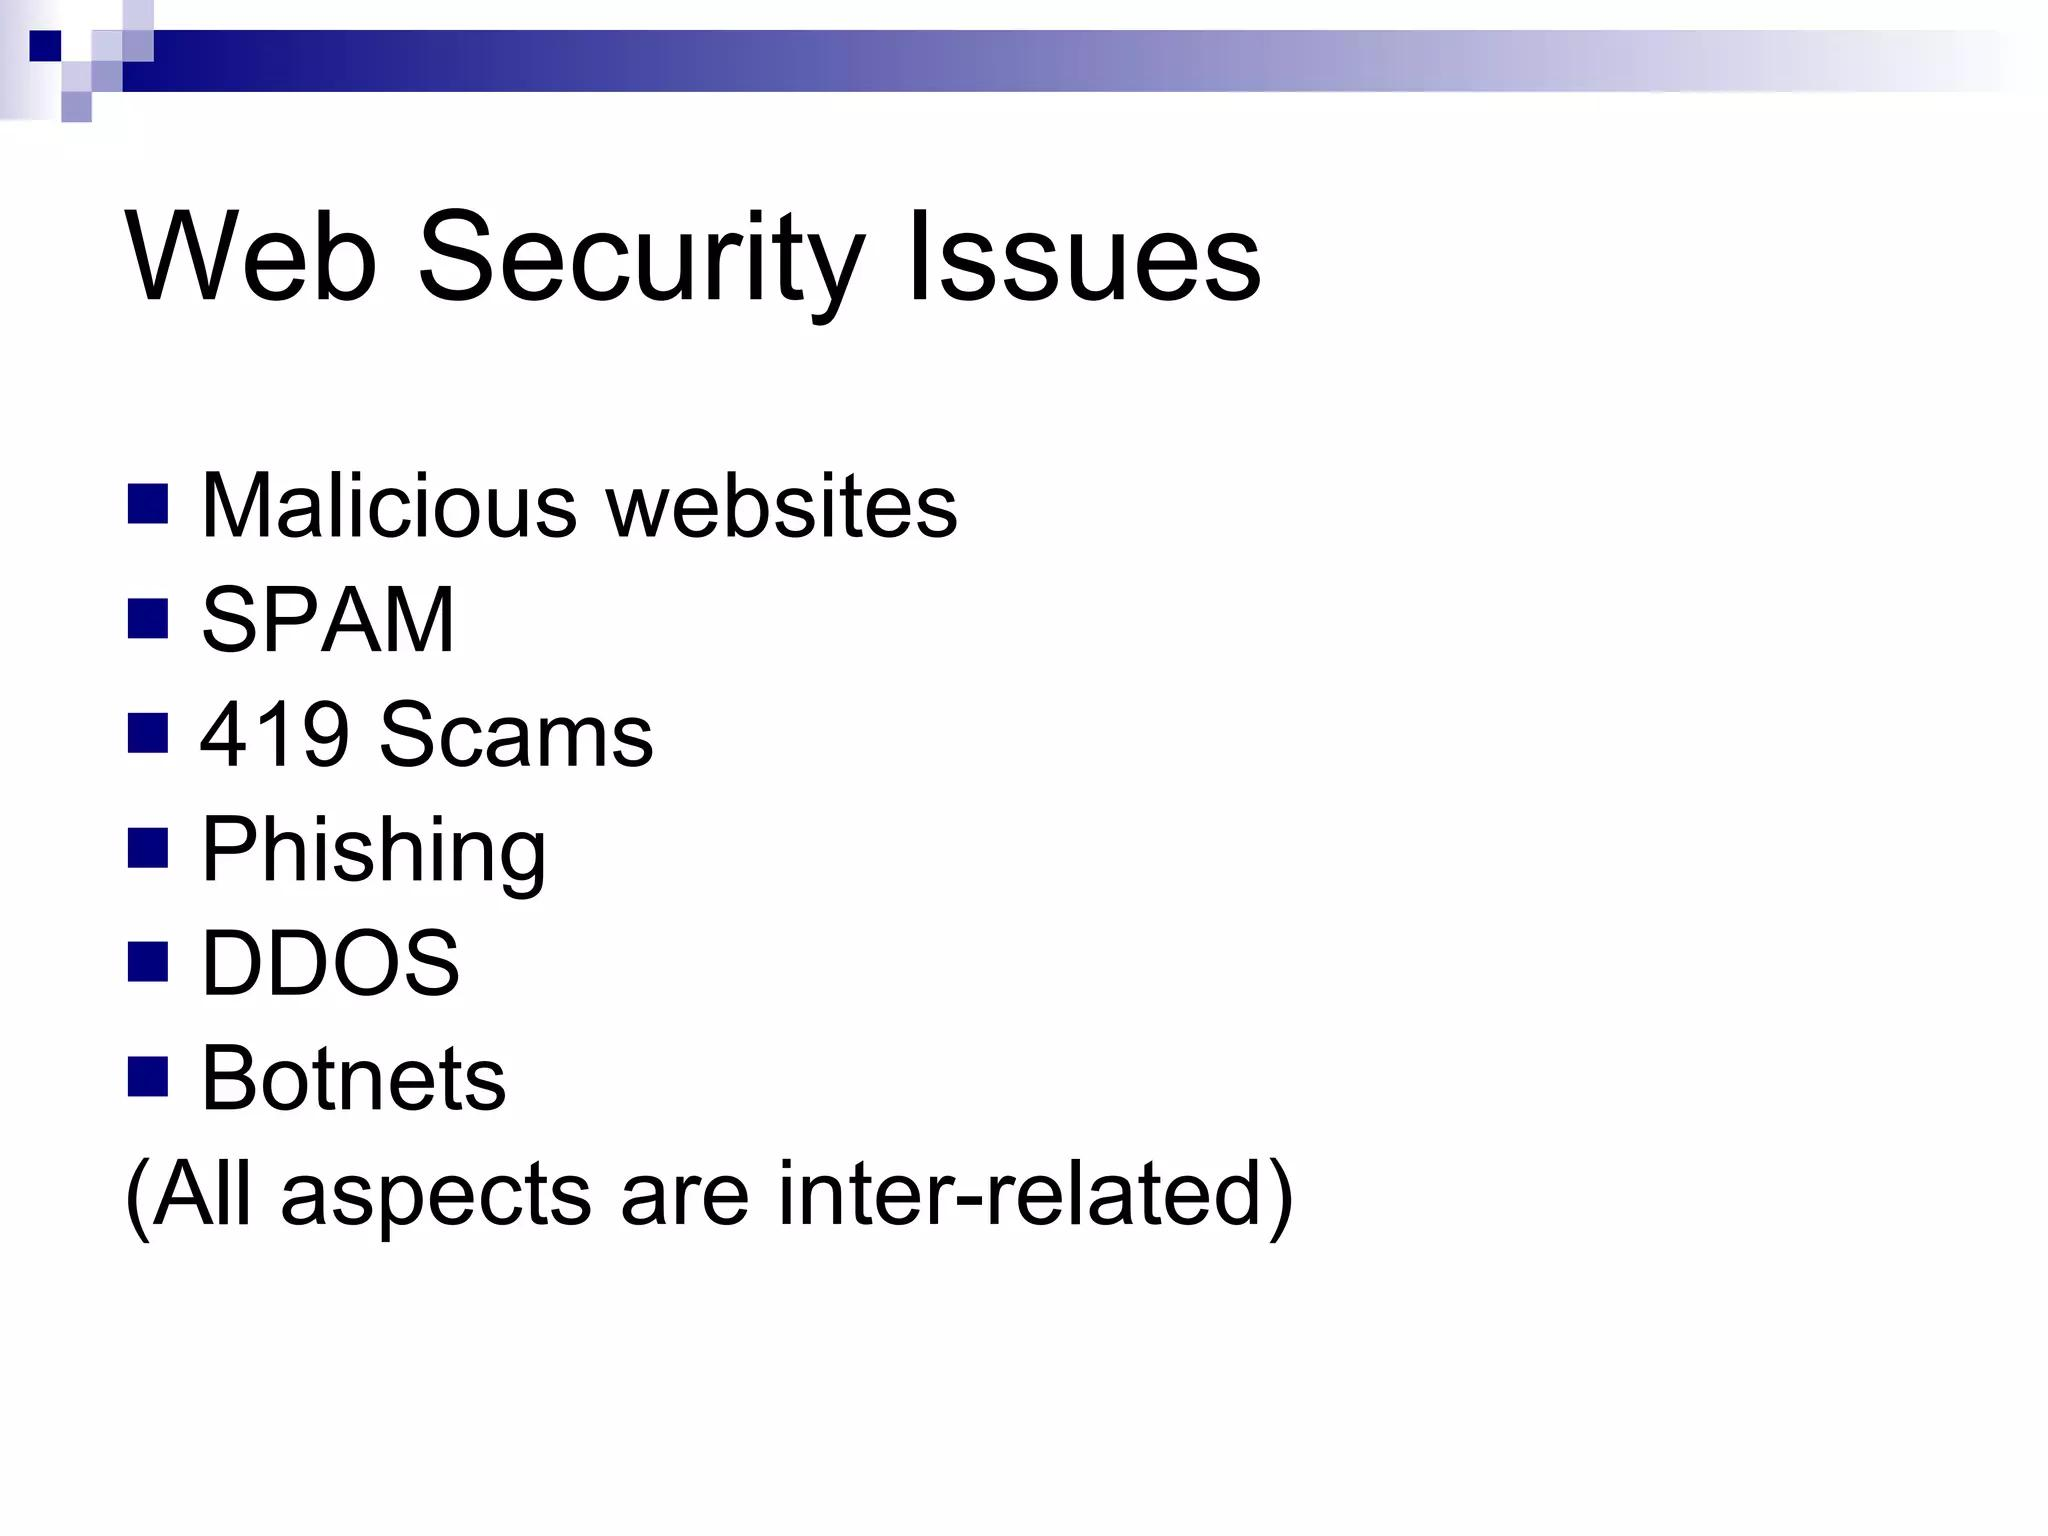 Web Security Issues
Malicious websites
SPAM
419 Scams
Phishing
DDOS
Botnets
(All aspects are inter-related)